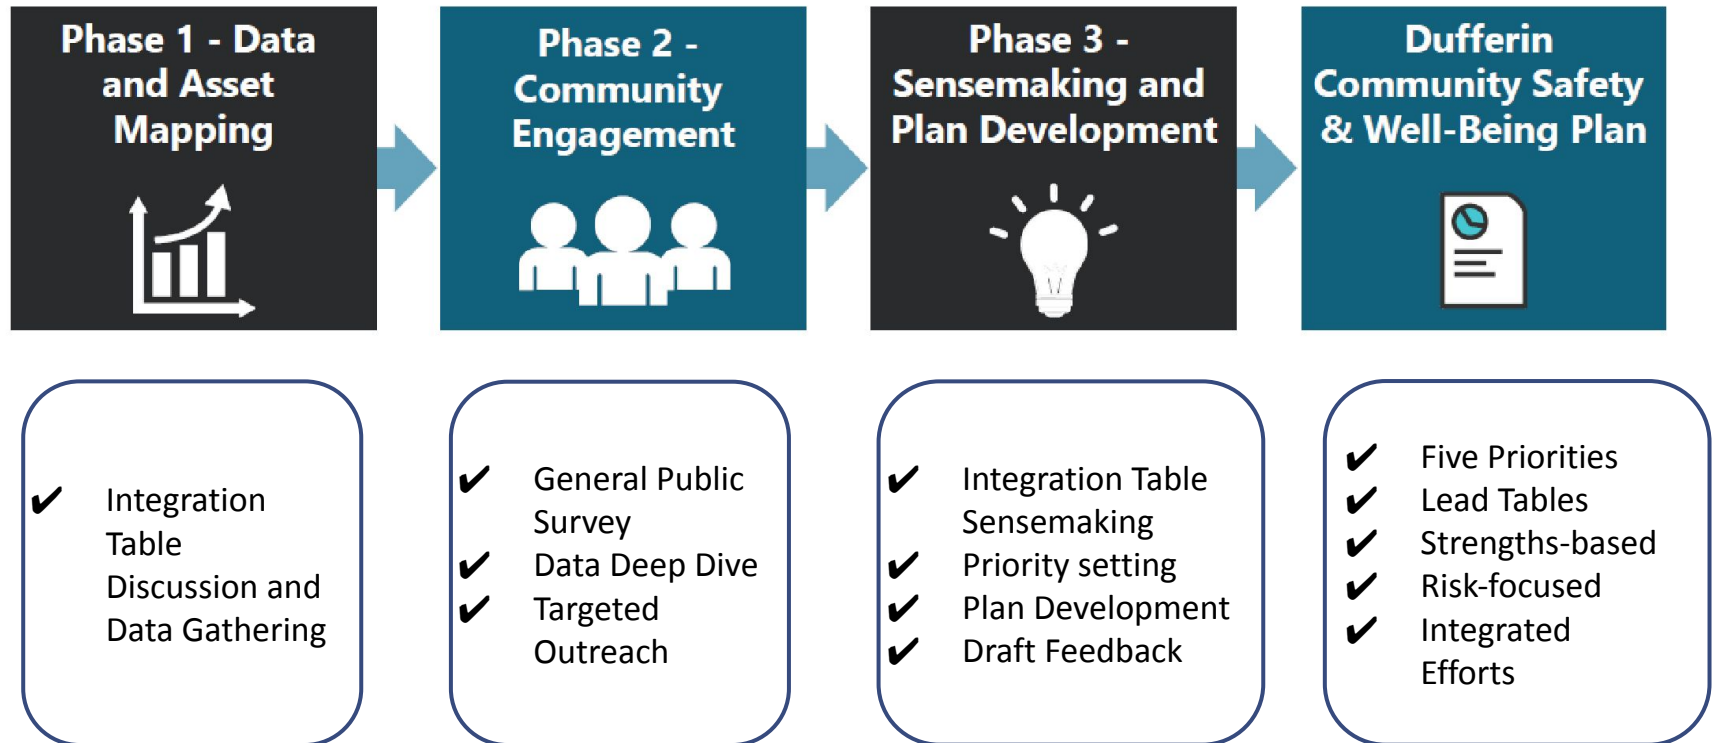 Phase 1 - Data
and Asset
Mapping
Phase 2 -
Community
Engagement
Phase 3 -
Sensemaking and
Plan Development
Dufferin
Community Safety
& Well-Being Plan
✔ Integration
Table
Discussion and
Data Gathering
✔ General Public
Survey
✔ Data Deep Dive
✔ Targeted
Outreach
✔ Integration Table
Sensemaking
✔ Priority setting
✔ Plan Development
✔ Draft Feedback
✔ Five Priorities
✔ Lead Tables
✔ Strengths-based
✔ Risk-focused
✔ Integrated
Efforts